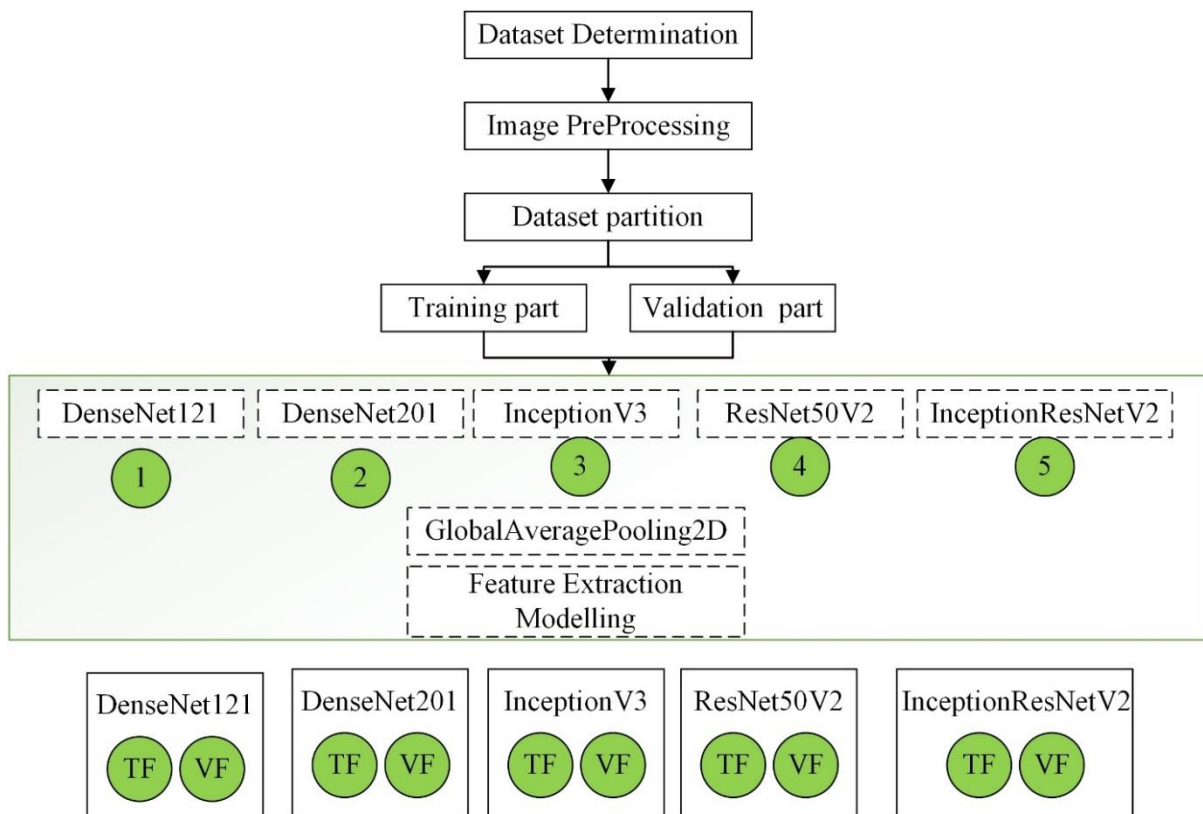 Dataset Determination
Image PreProcessing
Dataset partition
Training part
Validation part
DenseNet121
DenseNet201
InceptionV3
ResNet50V2
InceptionResNetV2
1
2
3
4
5
GlobalAveragePooling2D
Feature Extraction
Modelling
DenseNet121
DenseNet201
InceptionV3
ResNet50V2
InceptionResNetV2
TF VF
TF VF
TF VF
TF VF
TF VF